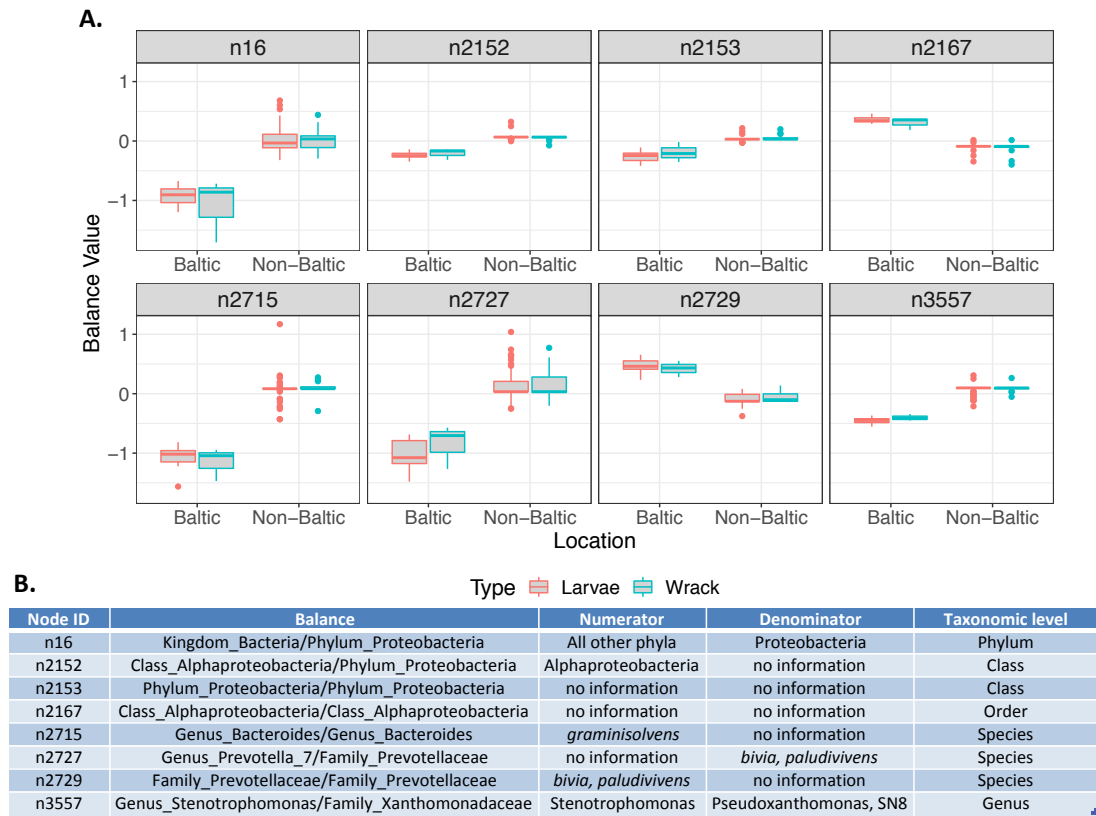 A.
n16 n2152 n2153 n2167
1
0
−1
Baltic Non−Baltic Baltic Non−Baltic Baltic Non−Baltic Baltic Non−Baltic
n2715 n2727 n2729 n3557
1
0
−1
Baltic Non−Baltic Baltic Non−Baltic Baltic Non−Baltic Baltic Non−Baltic
Balance Value
Location
B.
Type Larvae Wrack
Node ID Balance Numerator Denominator Taxonomic level
n16 Kingdom_Bacteria/Phylum_Proteobacteria All other phyla Proteobacteria Phylum
n2152 Class_Alphaproteobacteria/Phylum_Proteobacteria Alphaproteobacteria no information Class
n2153 Phylum_Proteobacteria/Phylum_Proteobacteria no information no information Class
n2167 Class_Alphaproteobacteria/Class_Alphaproteobacteria no information no information Order
n2715 Genus_Bacteroides/Genus_Bacteroides graminisolvens no information Species
n2727 Genus_Prevotella_7/Family_Prevotellaceae no information bivia, paludivivens Species
n2729 Family_Prevotellaceae/Family_Prevotellaceae bivia, paludivivens no information Species
n3557 Genus_Stenotrophomonas/Family_Xanthomonadaceae Stenotrophomonas Pseudoxanthomonas, SN8 Genus